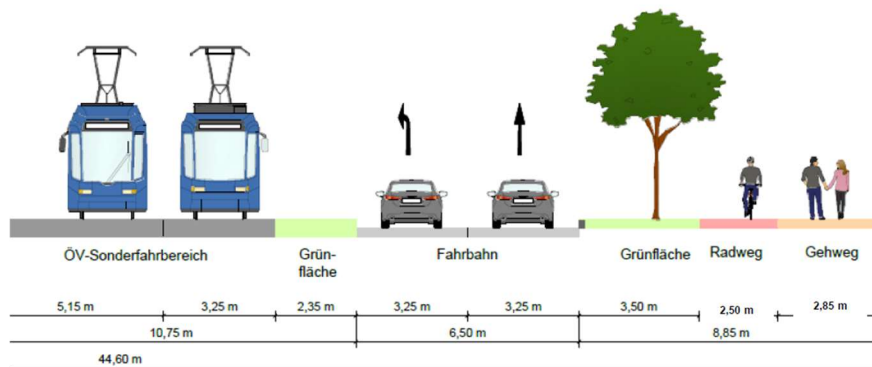 ÖV-Sonderfahrbereich
Grün-
fläche
Fahrbahn
Grünfläche
Radweg
Gehweg
5,15 m
3,25 m
2,35 m
3,25 m
3,25 m
3,50 m
2,50 m
2,85 m
10,75 m
6,50 m
8,85 m
44,60 m